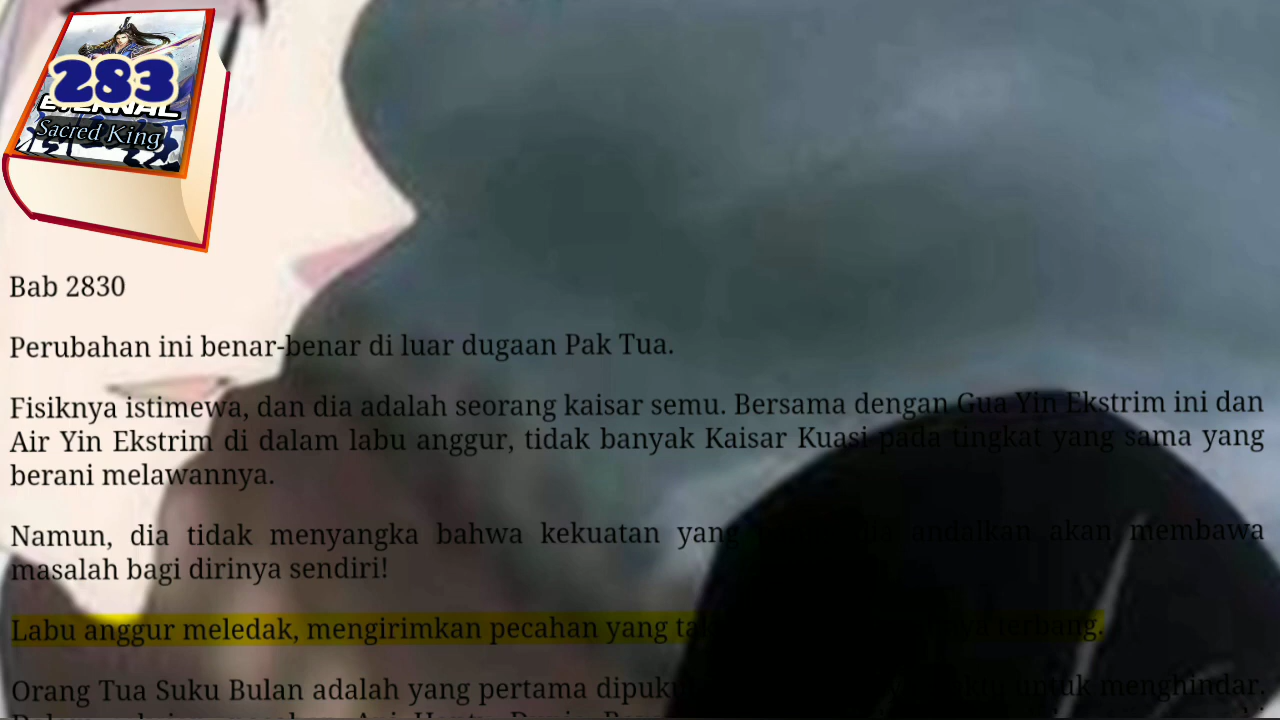 283
ETERNAL
Sacred King
Bab 2830
Perubahan ini benar-benar di luar dugaan Pak Tua.
Fisiknya istimewa, dan dia adalah seorang kaisar semu. Bersama dengan Gua Yin Ekstrim ini dan
Air Yin Ekstrim di dalam labu anggur, tidak banyak Kaisar Kuasi pada tingkat yang sama yang
berani melawannya.
Namun, dia tidak menyangka bahwa kekuatan yang dia andalkan akan membawa
masalah bagi dirinya sendiri!
Labu anggur meledak, mengirimkan pecahan yang terbang.
Orang Tua Suku Bulan adalah yang pertama untuk menghindar.